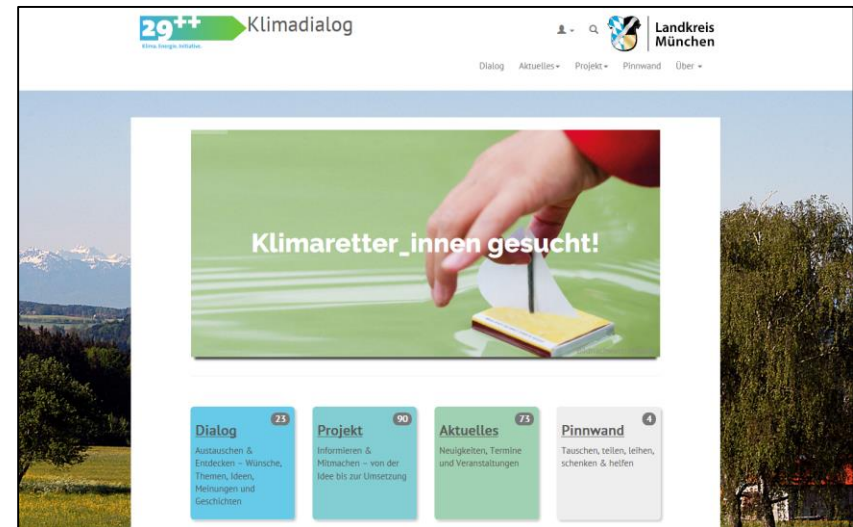 29++
Klima. Energie. Initiative.
Klimadialog
Landkreis
München
Dialog Aktuelles Projekt Pinnwand Über
Klimaretter_innen gesucht!
23
Dialog
Austauschen &
Entdecken – Wünsche,
Themen, Ideen,
Meinungen und
Geschichten
90
Projekt
Informieren &
Mitmachen – von der
Idee bis zur Umsetzung
73
Aktuelles
Neuigkeiten, Termine
und Veranstaltungen
4
Pinnwand
Tauschen, teilen, leihen,
schenken & helfen